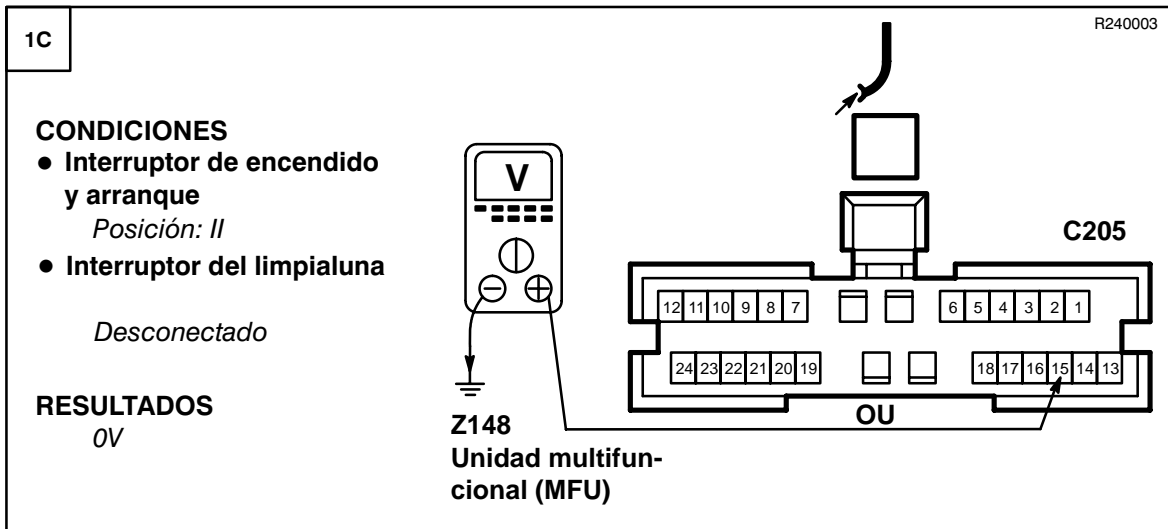 1C
R240003
CONDICIONES
● Interruptor de encendido
y arranque
Posición: II
● Interruptor del limpialuna
Desconectado
RESULTADOS
0V
V
C205
12 11 10 9 8 7 6 5 4 3 2 1
24 23 22 21 20 19 18 17 16 15 14 13
OU
Z148
Unidad multifun-
cional (MFU)